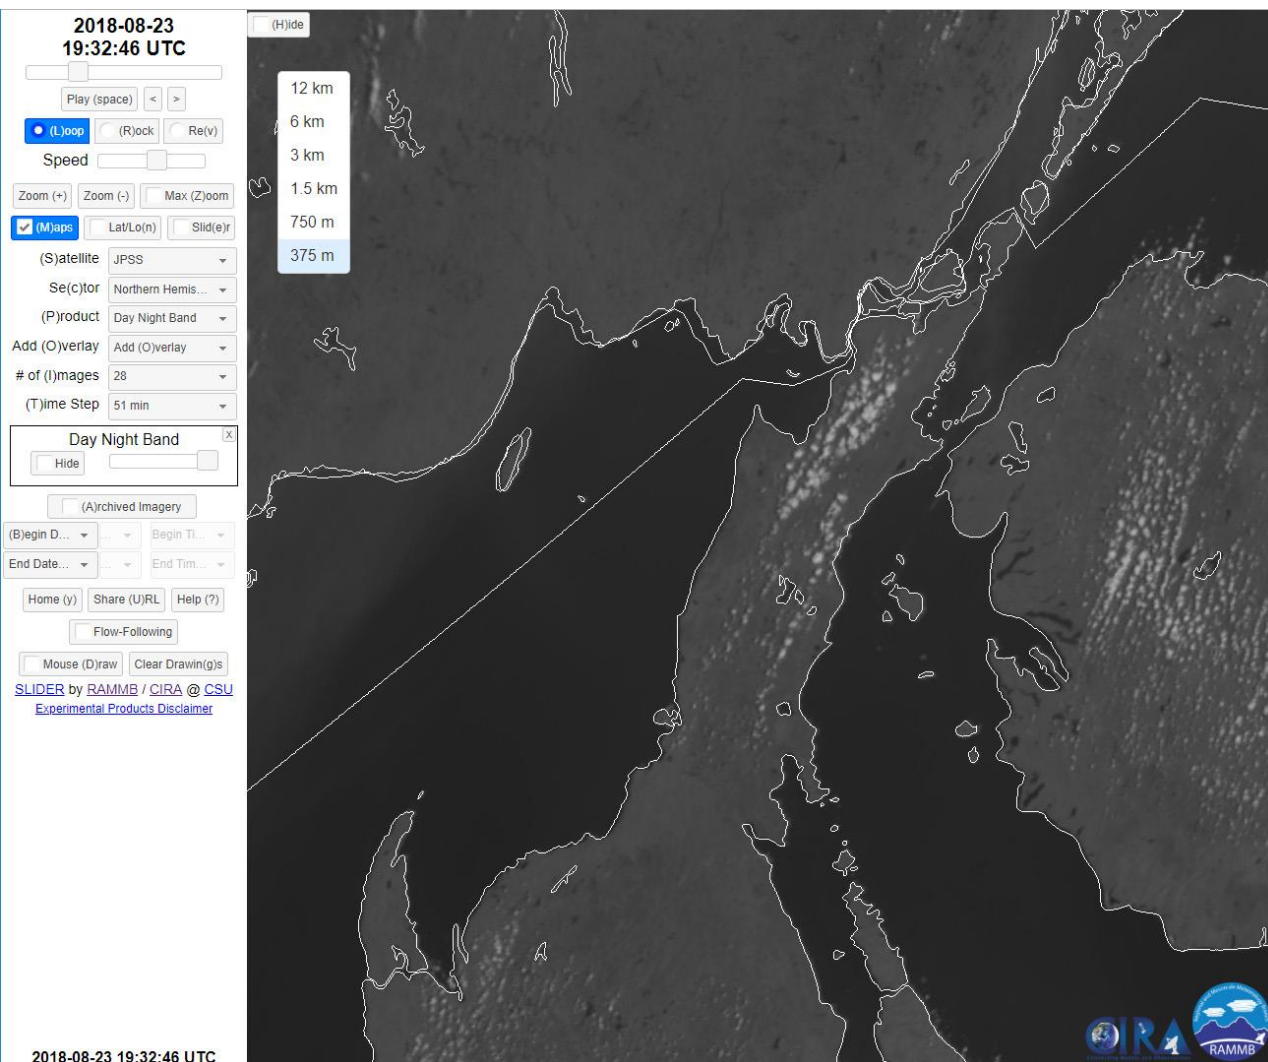 2018-08-23
19:32:46 UTC
Play (space) < >
(L)oop (R)ock Re(v)
Speed
Zoom (+) Zoom (-) Max (Z)oom
(M)aps Lat/Lo(n) Slid(e)r
(S)atellite JPSS
Se(c)tor Northern Hemis...
(P)roduct Day Night Band
Add (O)verlay Add (O)verlay
# of (I)mages 28
(T)ime Step 51 min
Day Night Band X
Hide
(A)rchived Imagery
(B)egin D... ... Begin Ti...
End Date... ... End Tim...
Home (y) Share (U)RL Help (?)
Flow-Following
Mouse (D)raw Clear Drawin(g)s
SLIDER by RAMMB / CIRA @ CSU
Experimental Products Disclaimer
2018-08-23 19:32:46 UTC
(H)ide
12 km
6 km
3 km
1.5 km
750 m
375 m
CIRA
RAMMB